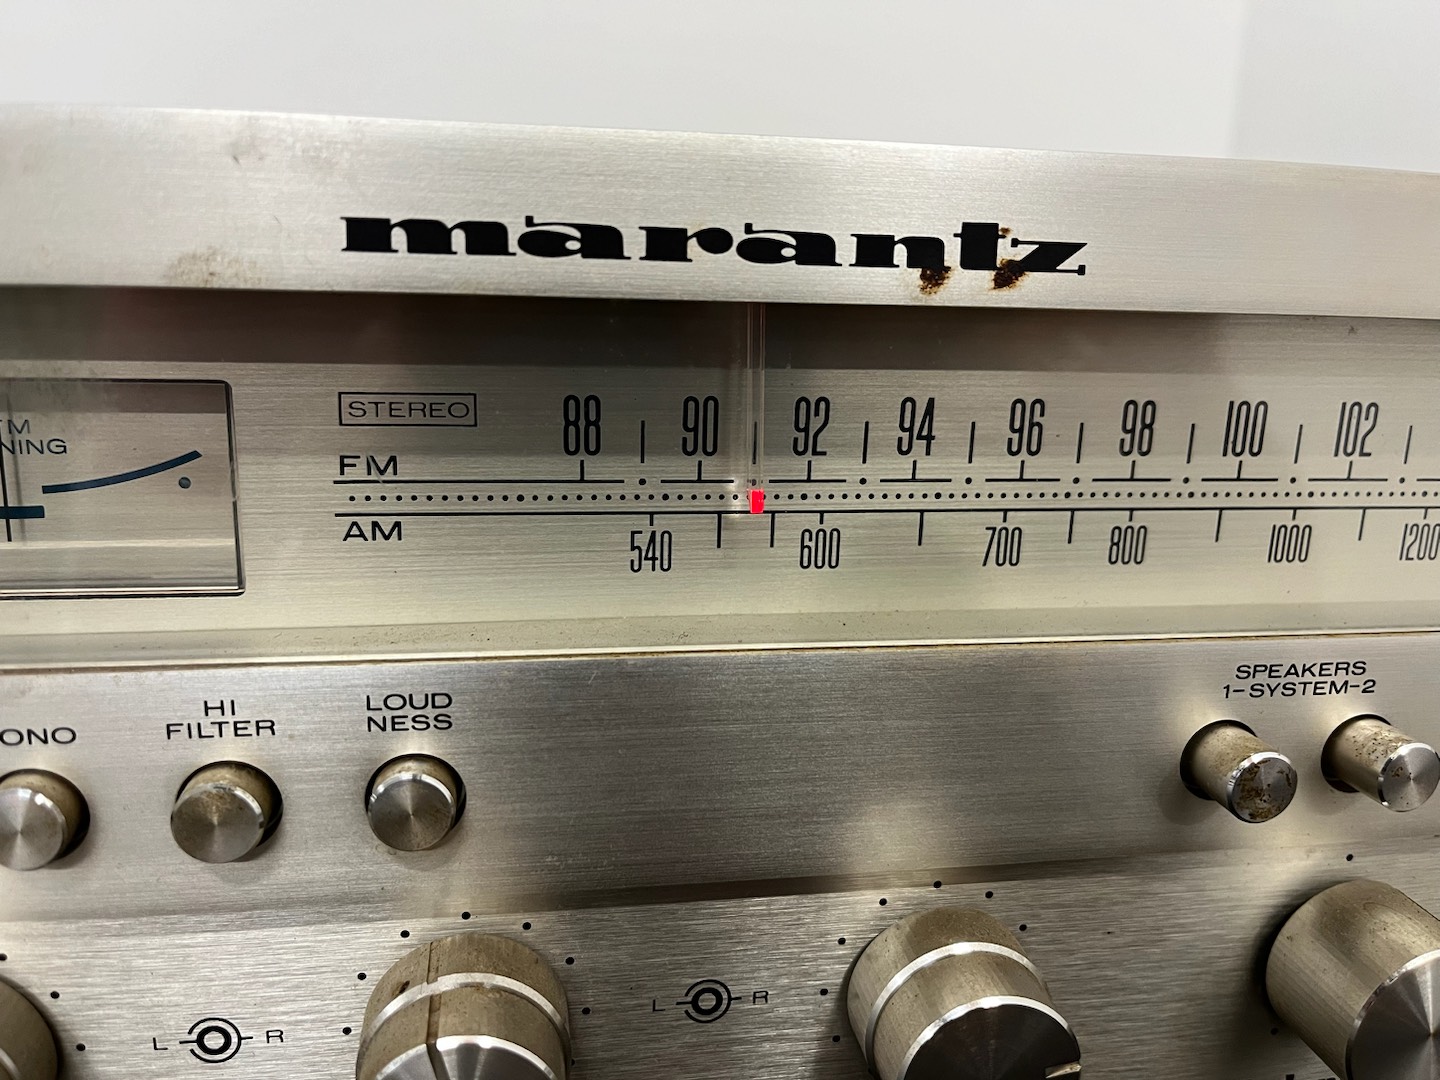 marantz
STEREO
88 90 92 94 96 98 100 102
FM
AM
540 600 700 800 1000 1200
HI
FILTER
LOUD
NESS
SPEAKERS
1-SYSTEM-2
L R
L R